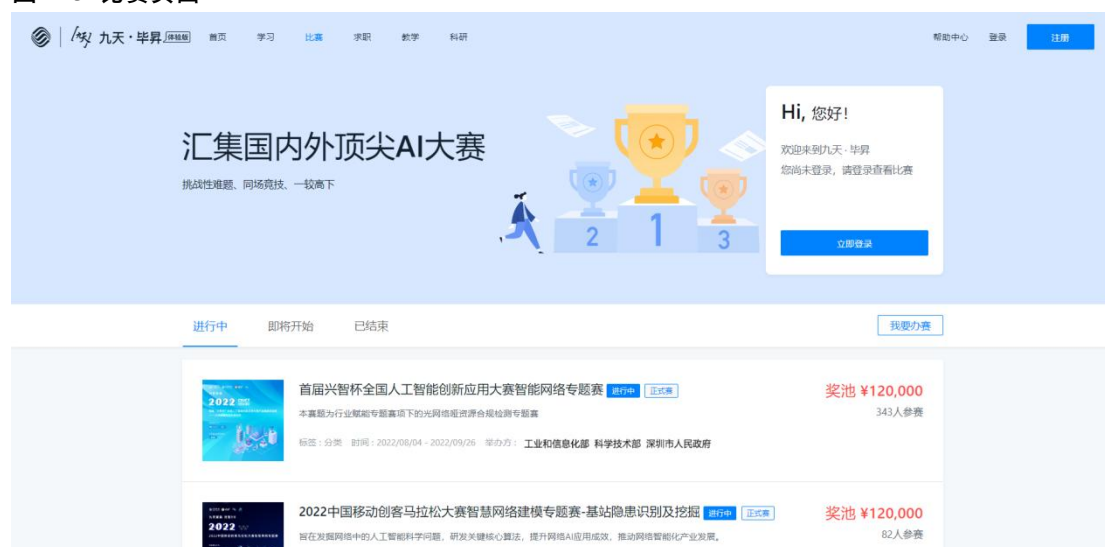 九天·毕昇 体验版 首页 学习 比赛 求职 教学 科研 帮助中心 登录 注册
汇集国内外顶尖AI大赛
挑战性难题、同场竞技、一较高下
2 1 3
Hi, 您好!
欢迎来到九天 · 毕昇
您尚未登录,请登录查看比赛
立即登录
进行中 即将开始 已结束 我要办赛
2022
首届兴智杯全国人工智能创新应用大赛智能网络专题赛 进行中 正式赛 奖池 ¥120,000
本赛题为行业赋能专题赛项下的光网络哑资源合规检测专题赛 343人参赛
标签:分类 时间:2022/08/04 - 2022/09/26 举办方: 工业和信息化部 科学技术部 深圳市人民政府
2022
2022中国移动创客马拉松大赛智慧网络建模专题赛-基站隐患识别及挖掘 进行中 正式赛 奖池 ¥120,000
旨在发掘网络中的人工智能科学问题,研发关键核心算法,提升网络AI应用成效,推动网络智能化产业发展。 82人参赛